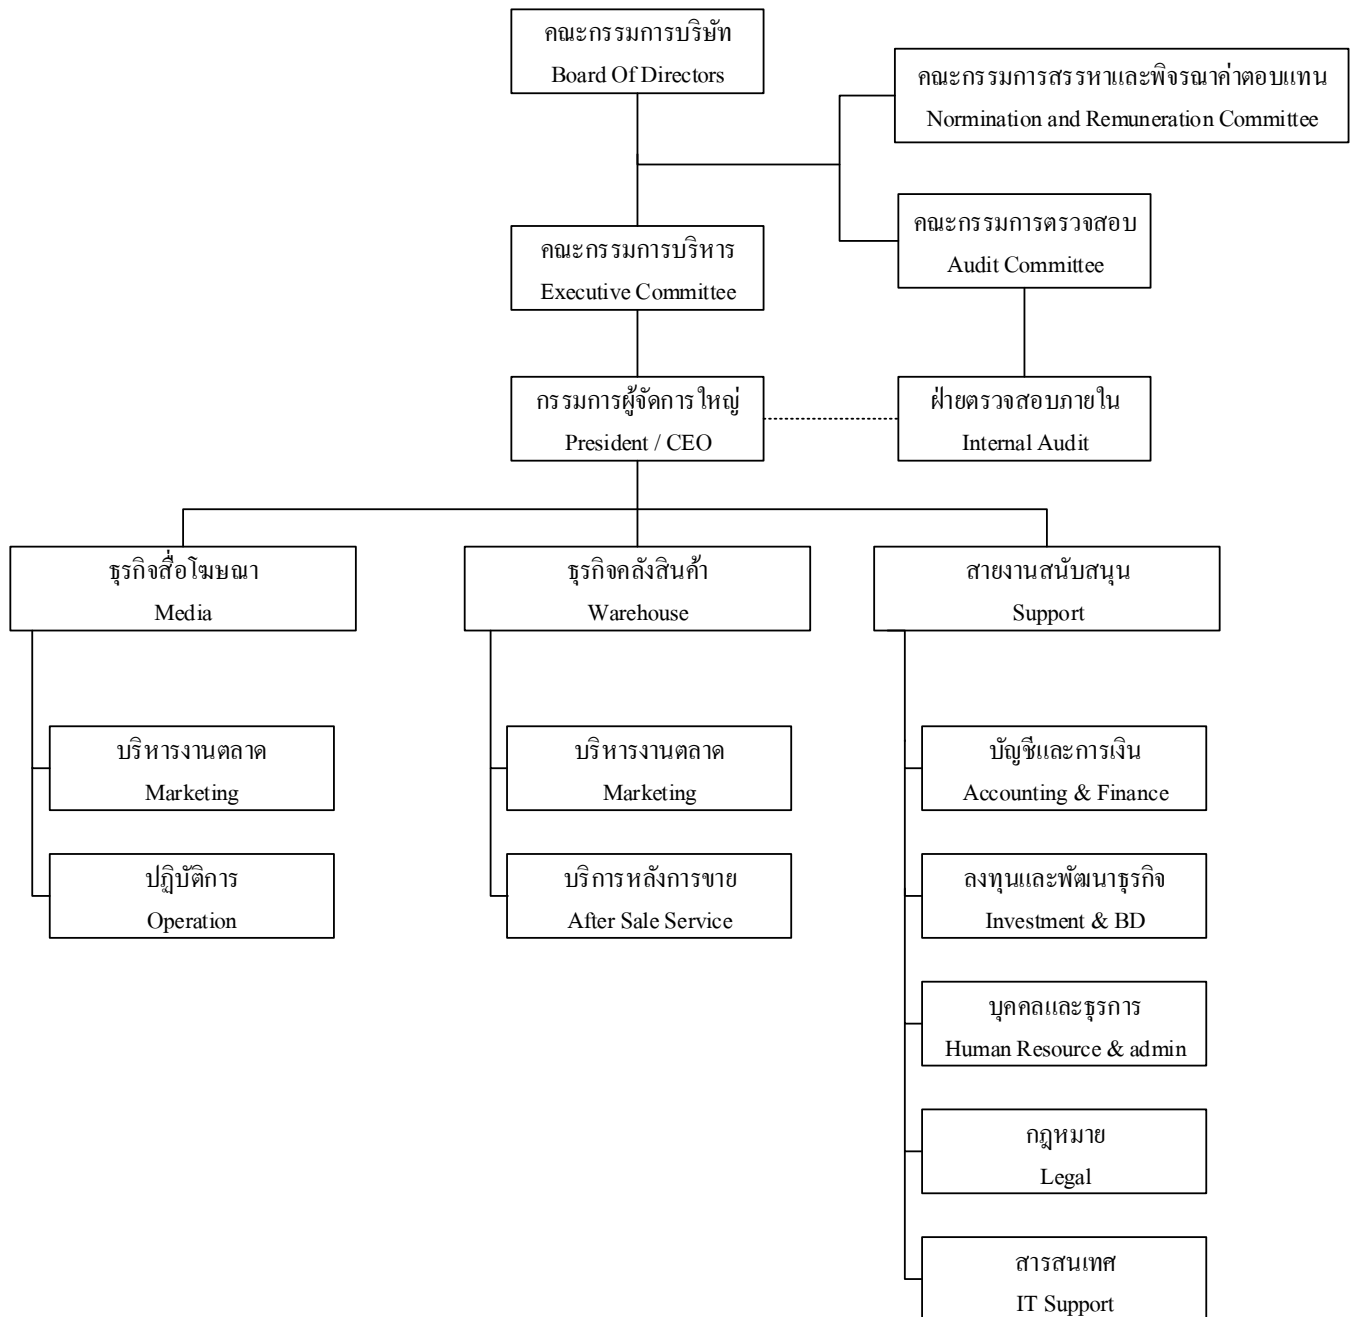 คณะกรรมการบริษัท
Board Of Directors
คณะกรรมการสรรหาและพิจรณาค่าตอบแทน
Normination and Remuneration Committee
คณะกรรมการตรวจสอบ
Audit Committee
คณะกรรมการบริหาร
Executive Committee
กรรมการผู้จัดการใหญ่
President / CEO
ฝ่ายตรวจสอบภายใน
Internal Audit
ธุรกิจสื่อโฆษณา
Media
ธุรกิจคลังสินค้า
Warehouse
สายงานสนับสนุน
Support
บริหารงานตลาด
Marketing
บริหารงานตลาด
Marketing
บัญชีและการเงิน
Accounting & Finance
ปฏิบัติการ
Operation
บริการหลังการขาย
After Sale Service
ลงทุนและพัฒนาธุรกิจ
Investment & BD
บุคคลและธุรการ
Human Resource & admin
กฎหมาย
Legal
สารสนเทศ
IT Support